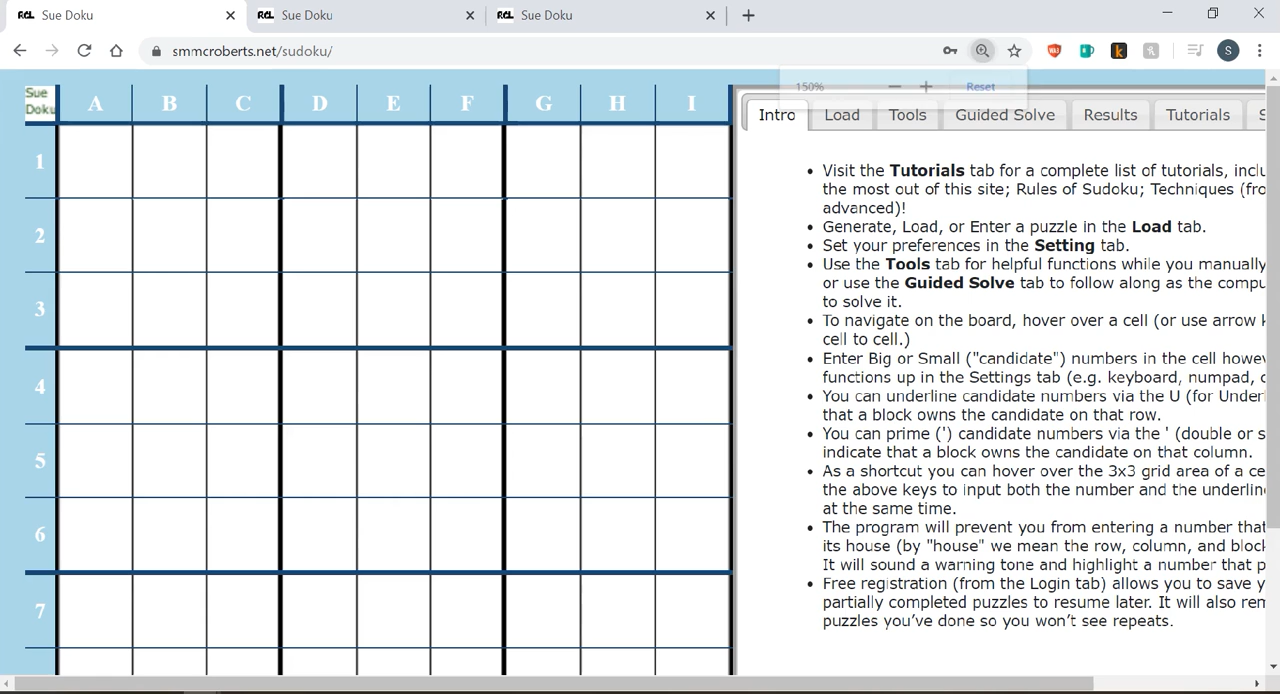 RCL Sue Doku
RCL Sue Doku
RCL Sue Doku
smmcroberts.net/sudoku/
S
150%
Reset
Sue
Doku
A B C D E F G H I
1
2
3
4
5
6
7
Intro Load Tools Guided Solve Results Tutorials S
Visit the Tutorials tab for a complete list of tutorials, inclu
the most out of this site; Rules of Sudoku; Techniques (fro
advanced)!
Generate, Load, or Enter a puzzle in the Load tab.
Set your preferences in the Setting tab.
Use the Tools tab for helpful functions while you manually
or use the Guided Solve tab to follow along as the compu
to solve it.
To navigate on the board, hover over a cell (or use arrow k
cell to cell.)
Enter Big or Small ("candidate") numbers in the cell howev
functions up in the Settings tab (e.g. keyboard, numpad, c
You can underline candidate numbers via the U (for Under
that a block owns the candidate on that row.
You can prime (') candidate numbers via the ' (double or s
indicate that a block owns the candidate on that column.
As a shortcut you can hover over the 3x3 grid area of a ce
the above keys to input both the number and the underlin
at the same time.
The program will prevent you from entering a number that
its house (by "house" we mean the row, column, and block
It will sound a warning tone and highlight a number that p
Free registration (from the Login tab) allows you to save y
partially completed puzzles to resume later. It will also rem
puzzles you've done so you won't see repeats.